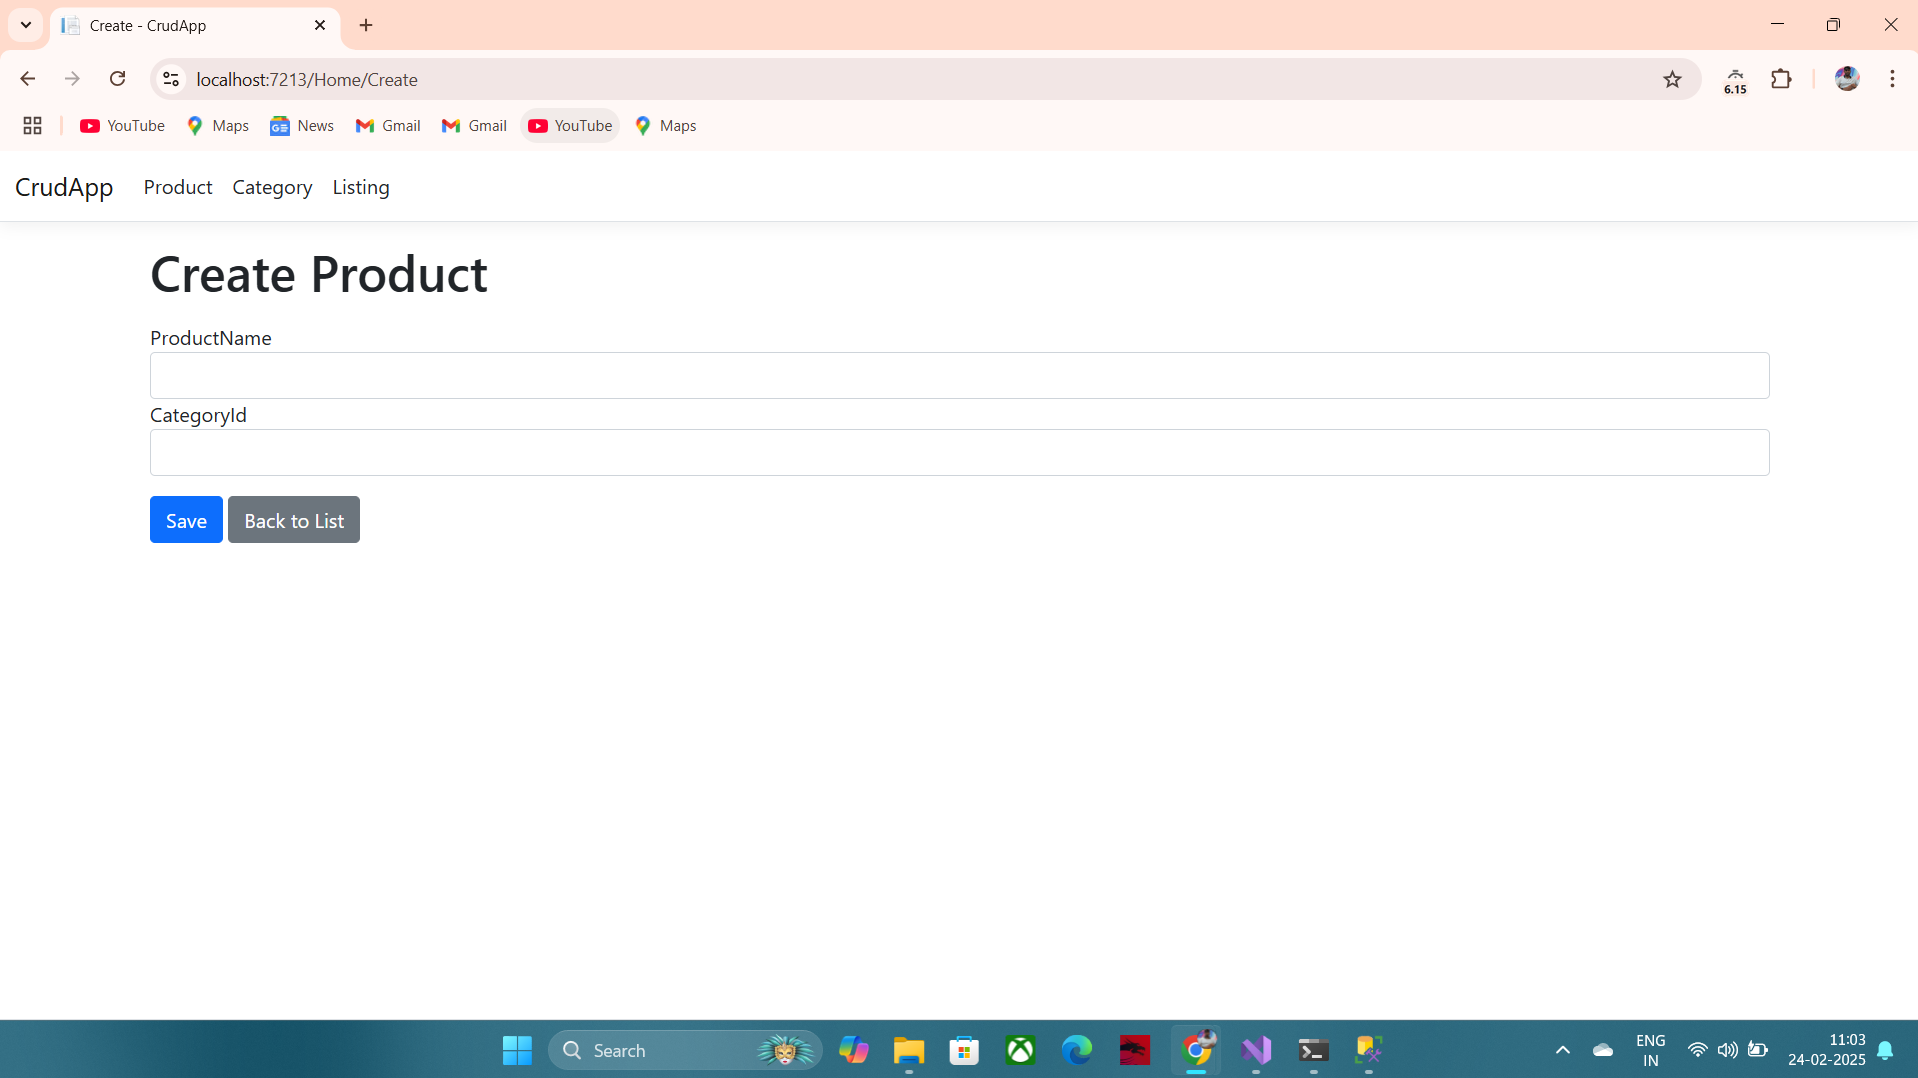 Create - CrudApp
localhost:7213/Home/Create
6.15
YouTube Maps News Gmail Gmail YouTube Maps
CrudApp Product Category Listing
Create Product
ProductName
CategoryId
Save Back to List
Search
ENG
IN
11:03
24-02-2025